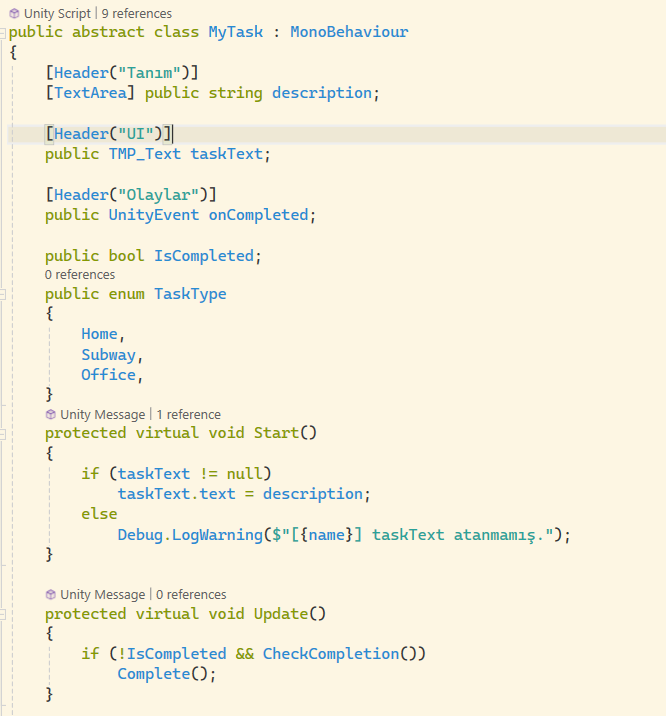 Unity Script | 9 references
public abstract class MyTask : MonoBehaviour
{
[Header("Tanım")]
[TextArea] public string description;
[Header("UI")]
public TMP_Text taskText;
[Header("Olaylar")]
public UnityEvent onCompleted;
public bool IsCompleted;
0 references
public enum TaskType
{
Home,
Subway,
Office,
}
Unity Message | 1 reference
protected virtual void Start()
{
if (taskText != null)
taskText.text = description;
else
Debug.LogWarning($"[{name}] taskText atanmamış.");
}
Unity Message | 0 references
protected virtual void Update()
{
if (!IsCompleted && CheckCompletion())
Complete();
}